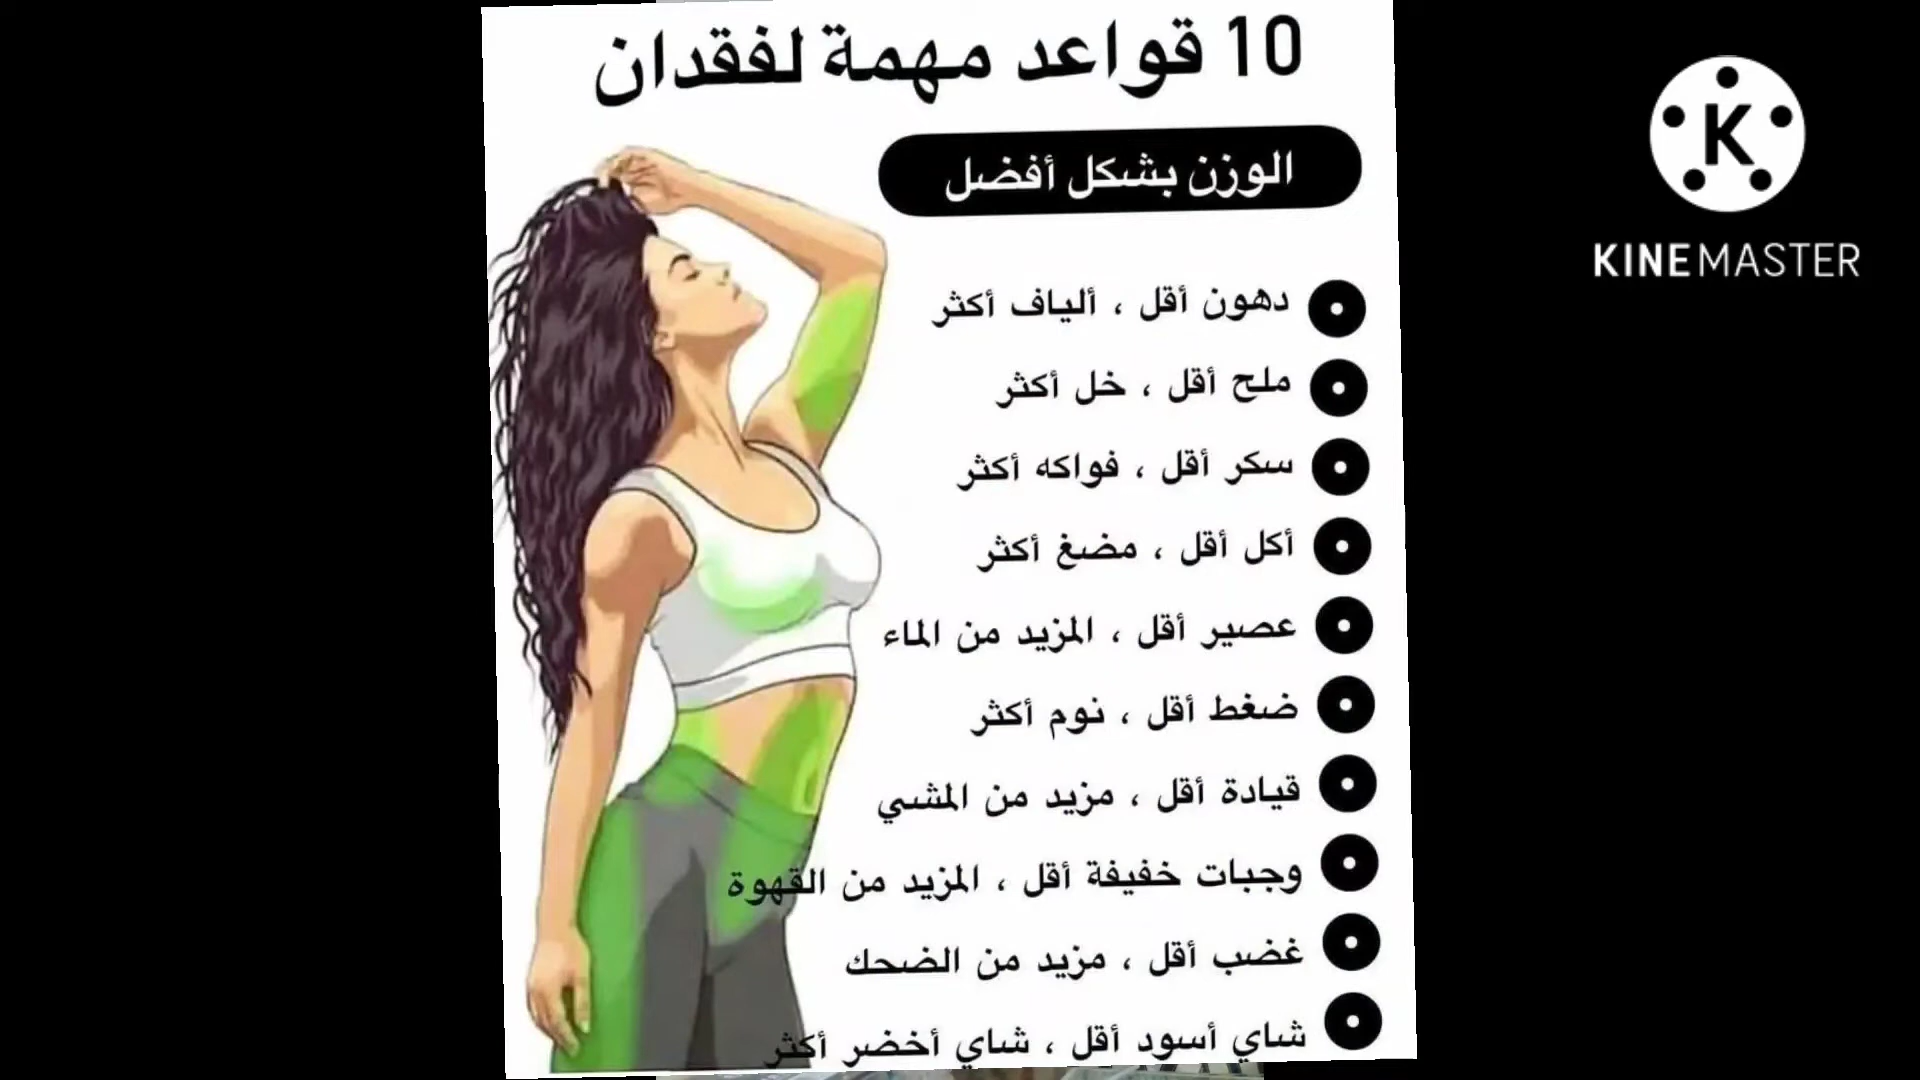 10 قواعد مهمة لفقدان
الوزن بشكل أفضل
دهون أقل ، ألياف أكثر
ملح أقل ، خل أكثر
سكر أقل ، فواكه أكثر
أكل أقل ، مضغ أكثر
عصير أقل ، المزيد من الماء
ضغط أقل ، نوم أكثر
قيادة أقل ، مزيد من المشي
وجبات خفيفة أقل ، المزيد من القهوة
غضب أقل ، مزيد من الضحك
شاي أسود أقل ، شاي أخضر أكثر
K
KINEMASTER